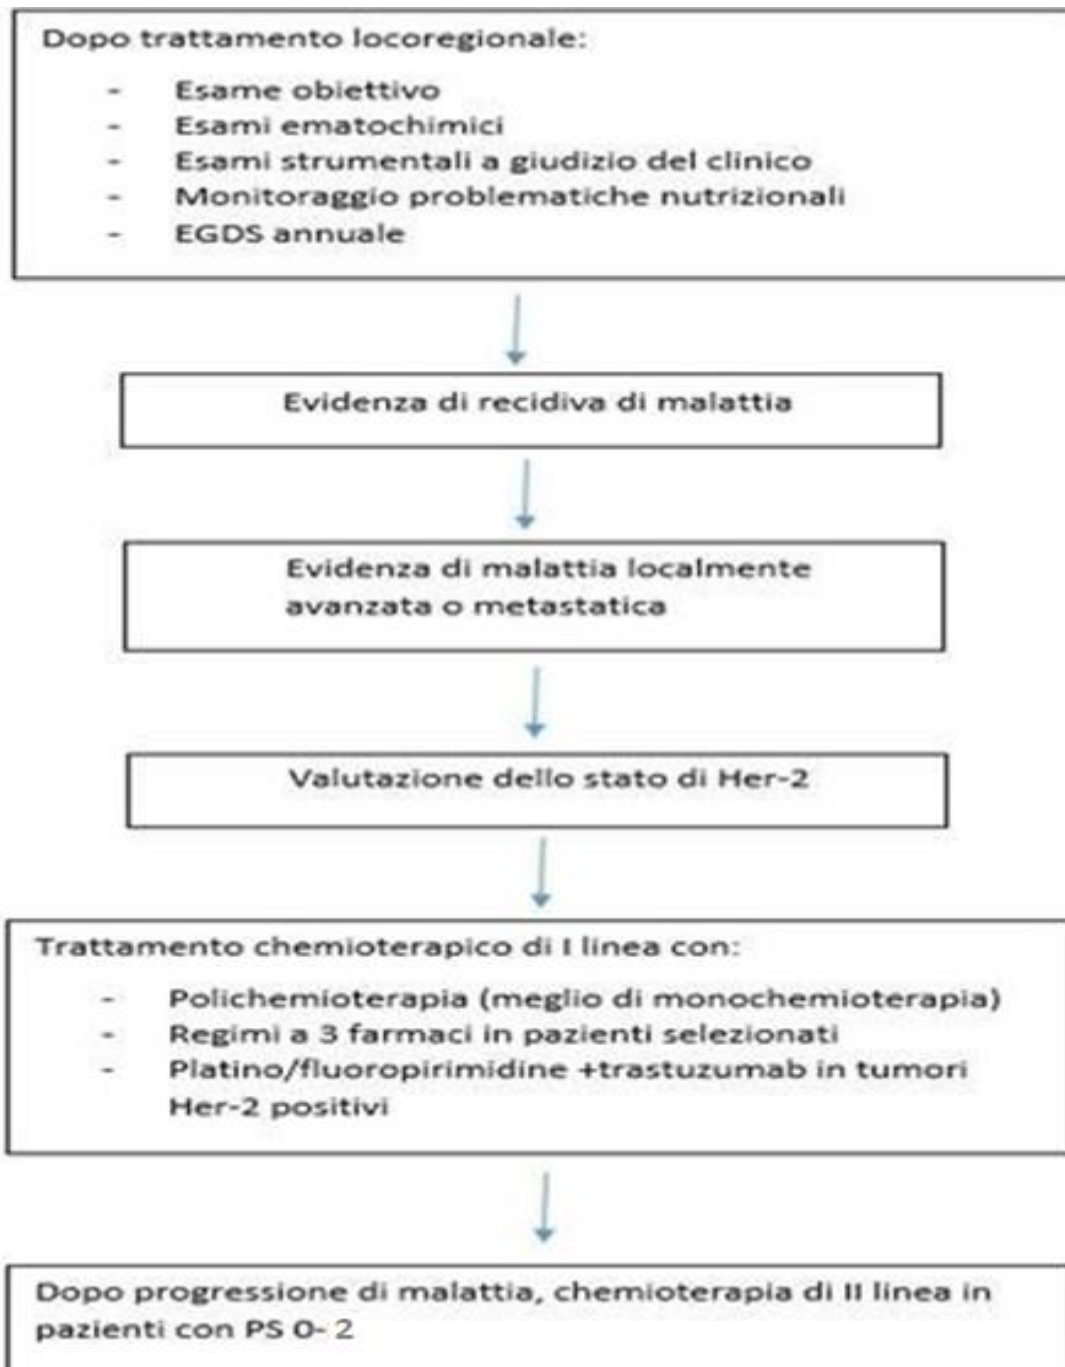 Dopo trattamento locoregionale:
- Esame obiettivo
- Esami ematochimici
- Esami strumentali a giudizio del clinico
- Monitoraggio problematiche nutrizionali
- EGDS annuale
Evidenza di recidiva di malattia
Evidenza di malattia localmente
avanzata o metastatica
Valutazione dello stato di Her-2
Trattamento chemioterapico di I linea con:
- Polichemioterapia (meglio di monochemioterapia)
- Regimi a 3 farmaci in pazienti selezionati
- Platino/fluoropirimidine +trastuzumab in tumori
Her-2 positivi
Dopo progressione di malattia, chemioterapia di II linea in
pazienti con PS 0- 2